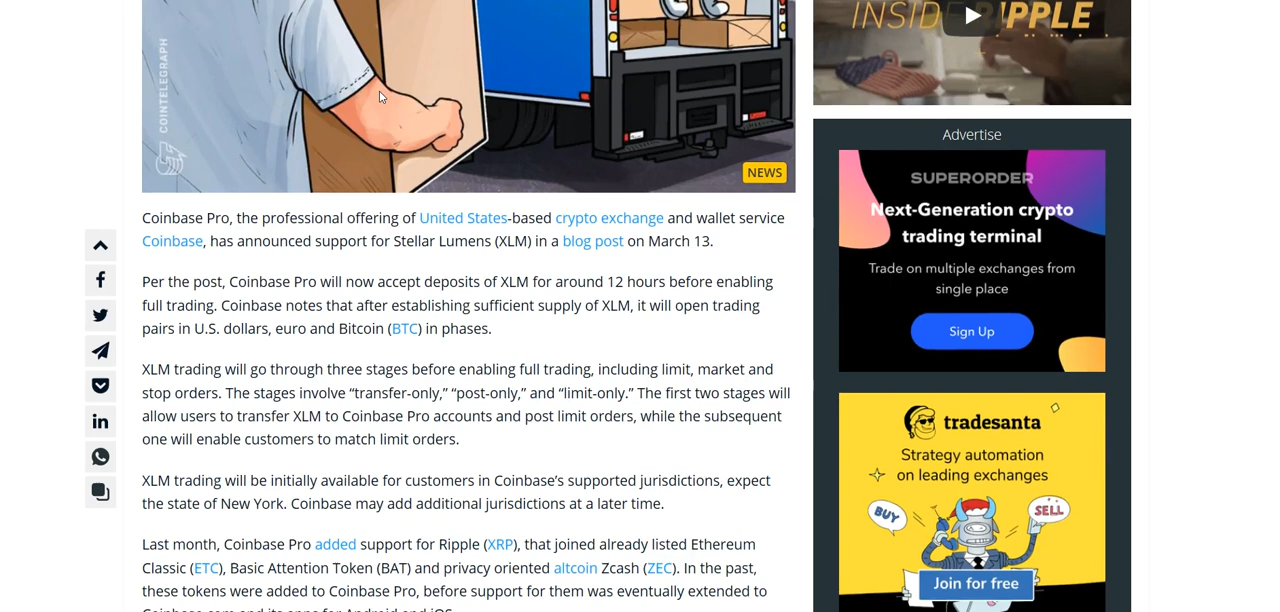 INSIDE RIPPLE
COINTELEGRAPH
NEWS
Advertise
SUPERORDER
Next-Generation crypto
trading terminal
Trade on multiple exchanges from
single place
Sign Up
Coinbase Pro, the professional offering of United States-based crypto exchange and wallet service
Coinbase, has announced support for Stellar Lumens (XLM) in a blog post on March 13.
Per the post, Coinbase Pro will now accept deposits of XLM for around 12 hours before enabling
full trading. Coinbase notes that after establishing sufficient supply of XLM, it will open trading
pairs in U.S. dollars, euro and Bitcoin (BTC) in phases.
XLM trading will go through three stages before enabling full trading, including limit, market and
stop orders. The stages involve “transfer-only,” “post-only,” and “limit-only.” The first two stages will
allow users to transfer XLM to Coinbase Pro accounts and post limit orders, while the subsequent
one will enable customers to match limit orders.
XLM trading will be initially available for customers in Coinbase’s supported jurisdictions, expect
the state of New York. Coinbase may add additional jurisdictions at a later time.
Last month, Coinbase Pro added support for Ripple (XRP), that joined already listed Ethereum
Classic (ETC), Basic Attention Token (BAT) and privacy oriented altcoin Zcash (ZEC). In the past,
these tokens were added to Coinbase Pro, before support for them was eventually extended to
Coinbase.com and its apps for Android and iOS.
tradesanta
Strategy automation
on leading exchanges
BUY
SELL
Join for free